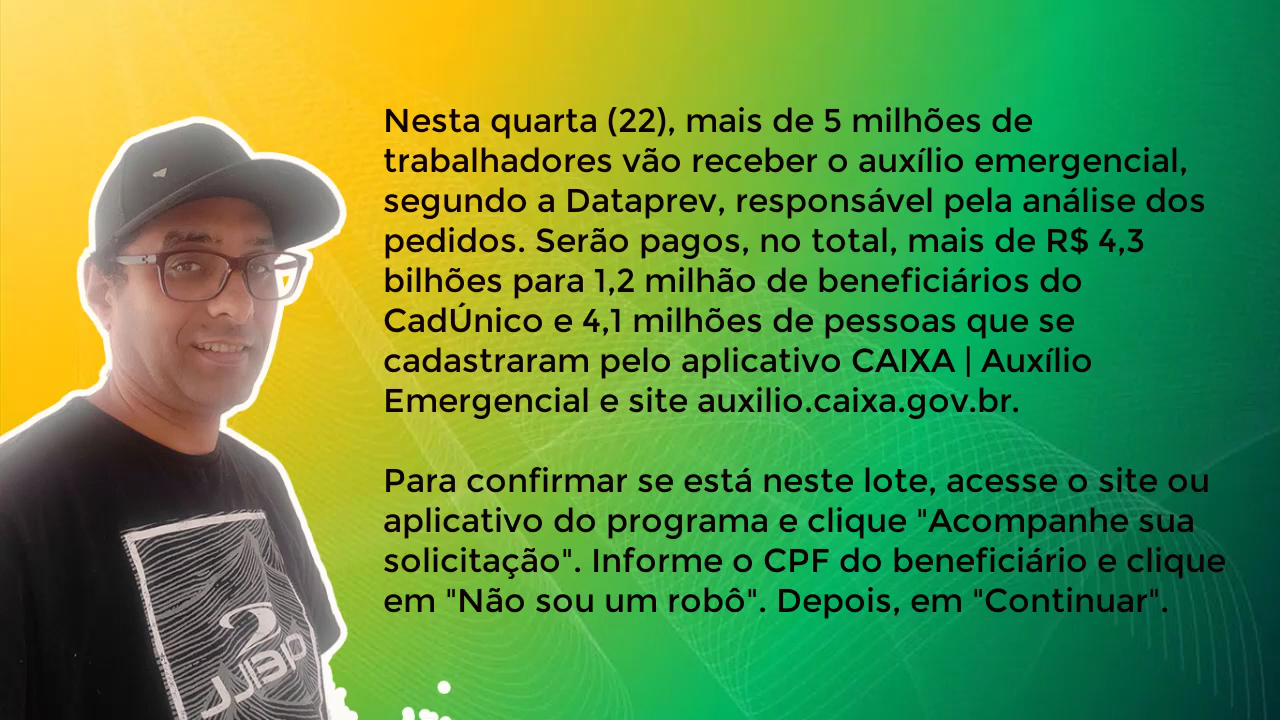 Nesta quarta (22), mais de 5 milhões de
trabalhadores vão receber o auxílio emergencial,
segundo a Dataprev, responsável pela análise dos
pedidos. Serão pagos, no total, mais de R$ 4,3
bilhões para 1,2 milhão de beneficiários do
CadÚnico e 4,1 milhões de pessoas que se
cadastraram pelo aplicativo CAIXA | Auxílio
Emergencial e site auxilio.caixa.gov.br.
Para confirmar se está neste lote, acesse o site ou
aplicativo do programa e clique "Acompanhe sua
solicitação". Informe o CPF do beneficiário e clique
em "Não sou um robô". Depois, em "Continuar".